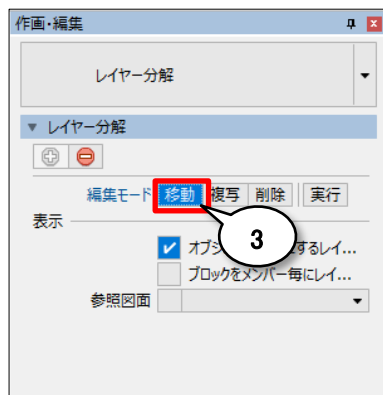 作画・編集
レイヤー分解
レイヤー分解
編集モード 移動 複写 削除 実行
表示
オブジ するレイ...
3
ブロックをメンバー毎にレイ...
参照図面